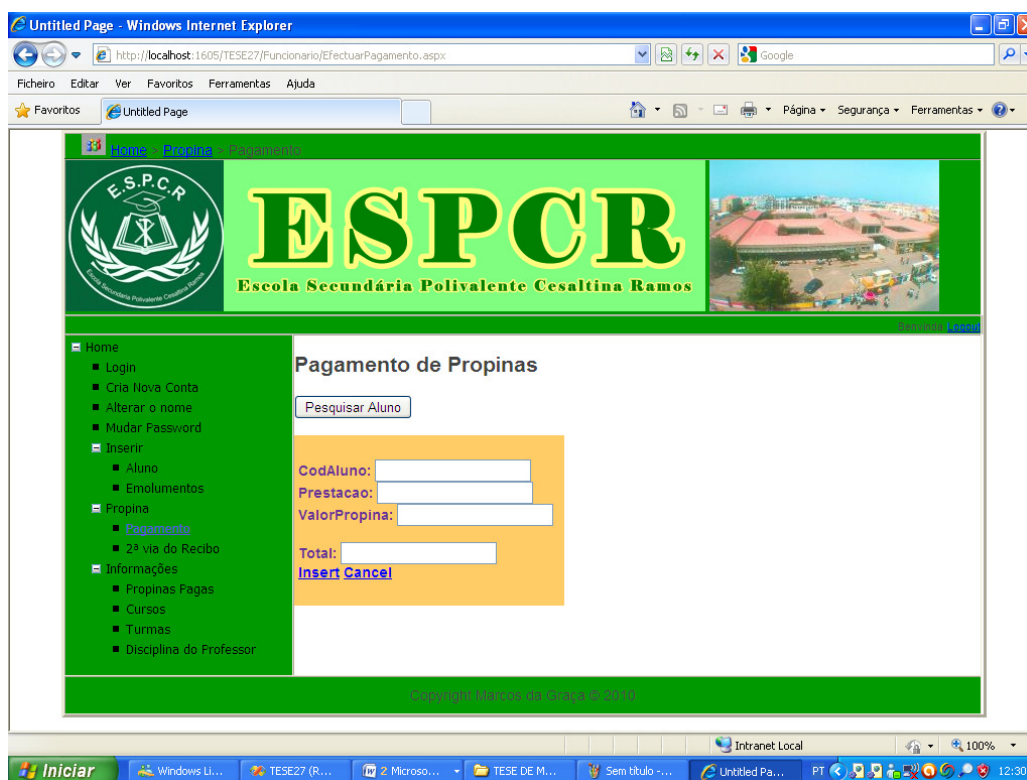 Untitled Page - Windows Internet Explorer
http://localhost:1605/TESE27/Funcionario/EfectuarPagamento.aspx
Google
Ficheiro Editar Ver Favoritos Ferramentas Ajuda
Favoritos Untitled Page Página Segurança Ferramentas
Home > Propina > Pagamento
E.S.P.C.R
Escola Secundária Polivalente Cesaltina Ramos
ESPCR
Escola Secundária Polivalente Cesaltina Ramos
Benvinda Logout
Home
Login
Cria Nova Conta
Alterar o nome
Mudar Password
Inserir
Aluno
Emolumentos
Propina
Pagamento
2ª via do Recibo
Informações
Propinas Pagas
Cursos
Turmas
Disciplina do Professor
Pagamento de Propinas
Pesquisar Aluno
CodAluno:
Prestacao:
ValorPropina:
Total:
Insert Cancel
Copyright Marcos da Graça © 2010
Intranet Local 100%
Iniciar Windows Li... TESE27 (R... 2 Microso... TESE DE M... Sem título -... Untitled Pa... PT 12:30